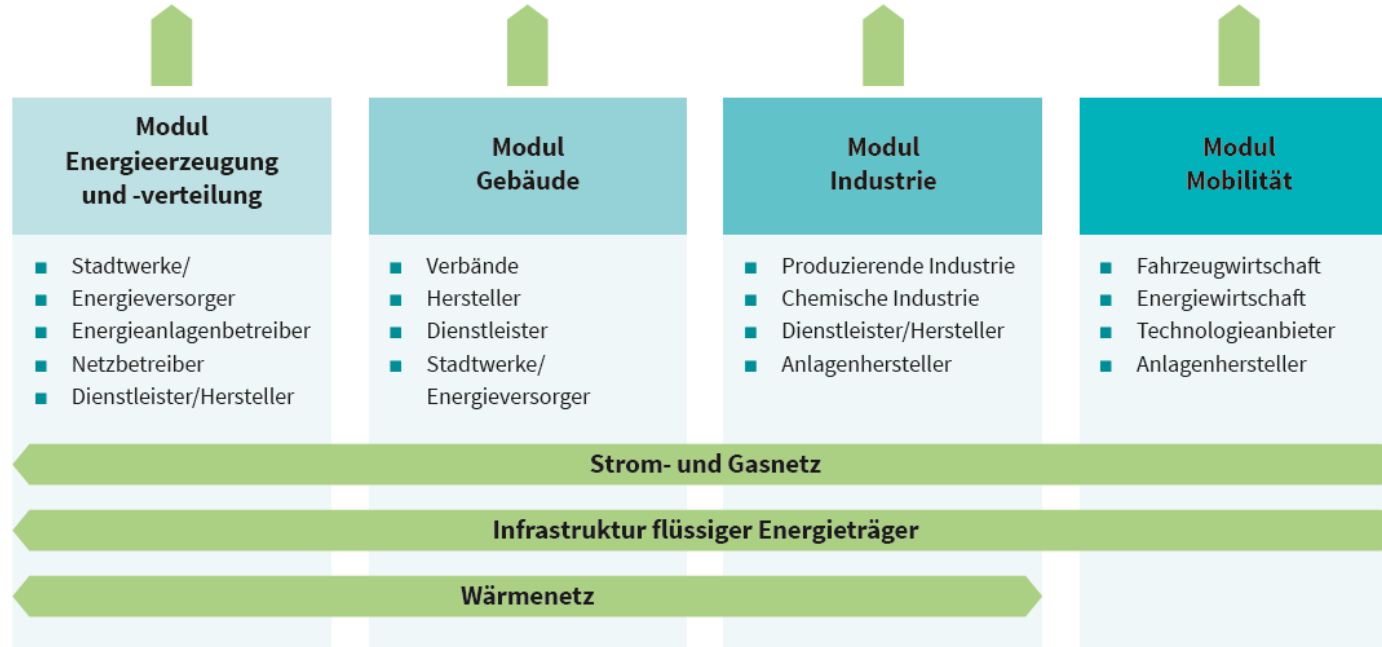 Modul
Energieerzeugung
und -verteilung
Stadtwerke/
Energieversorger
Energieanlagenbetreiber
Netzbetreiber
Dienstleister/Hersteller
Modul
Gebäude
Verbände
Hersteller
Dienstleister
Stadtwerke/
Energieversorger
Modul
Industrie
Produzierende Industrie
Chemische Industrie
Dienstleister/Hersteller
Anlagenhersteller
Modul
Mobilität
Fahrzeugwirtschaft
Energiewirtschaft
Technologieanbieter
Anlagenhersteller
Strom- und Gasnetz
Infrastruktur flüssiger Energieträger
Wärmenetz